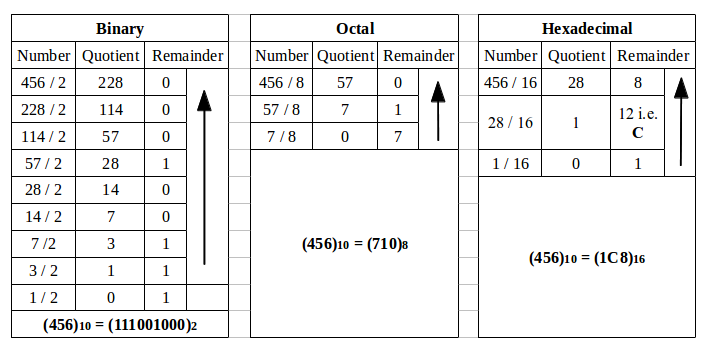 Binary Octal Hexadecimal
Number Quotient Remainder Number Quotient Remainder Number Quotient Remainder
456 / 2 228 0 456 / 8 57 0 456 / 16 28 8
228 / 2 114 0 57 / 8 7 1 28 / 16 1 12 i.e.
C
114 / 2 57 0 7 / 8 0 7
57 / 2 28 1 1 / 16 0 1
28 / 2 14 0
14 / 2 7 0
7 /2 3 1 (456)10 = (710)8
3 / 2 1 1 (456)10 = (1C8)16
1 / 2 0 1
(456)10 = (111001000)2